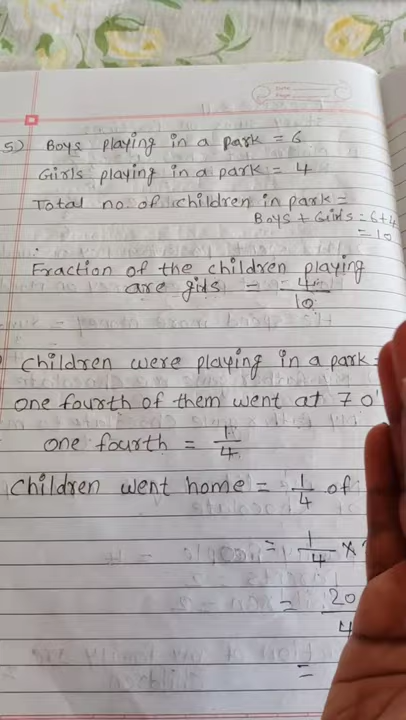 5.) Boys playing in a park = 6
Girls playing in a park = 4
Total no. of children in park =
Boys + Girls = 6+4
= 10
Fraction of the children playing
are girls = 4/10
Children were playing in a park =
One fourth of them went at 7 0'
one fourth = 1/4
Children went home = 1/4 of
= 1/4 ×
= 20/4
=